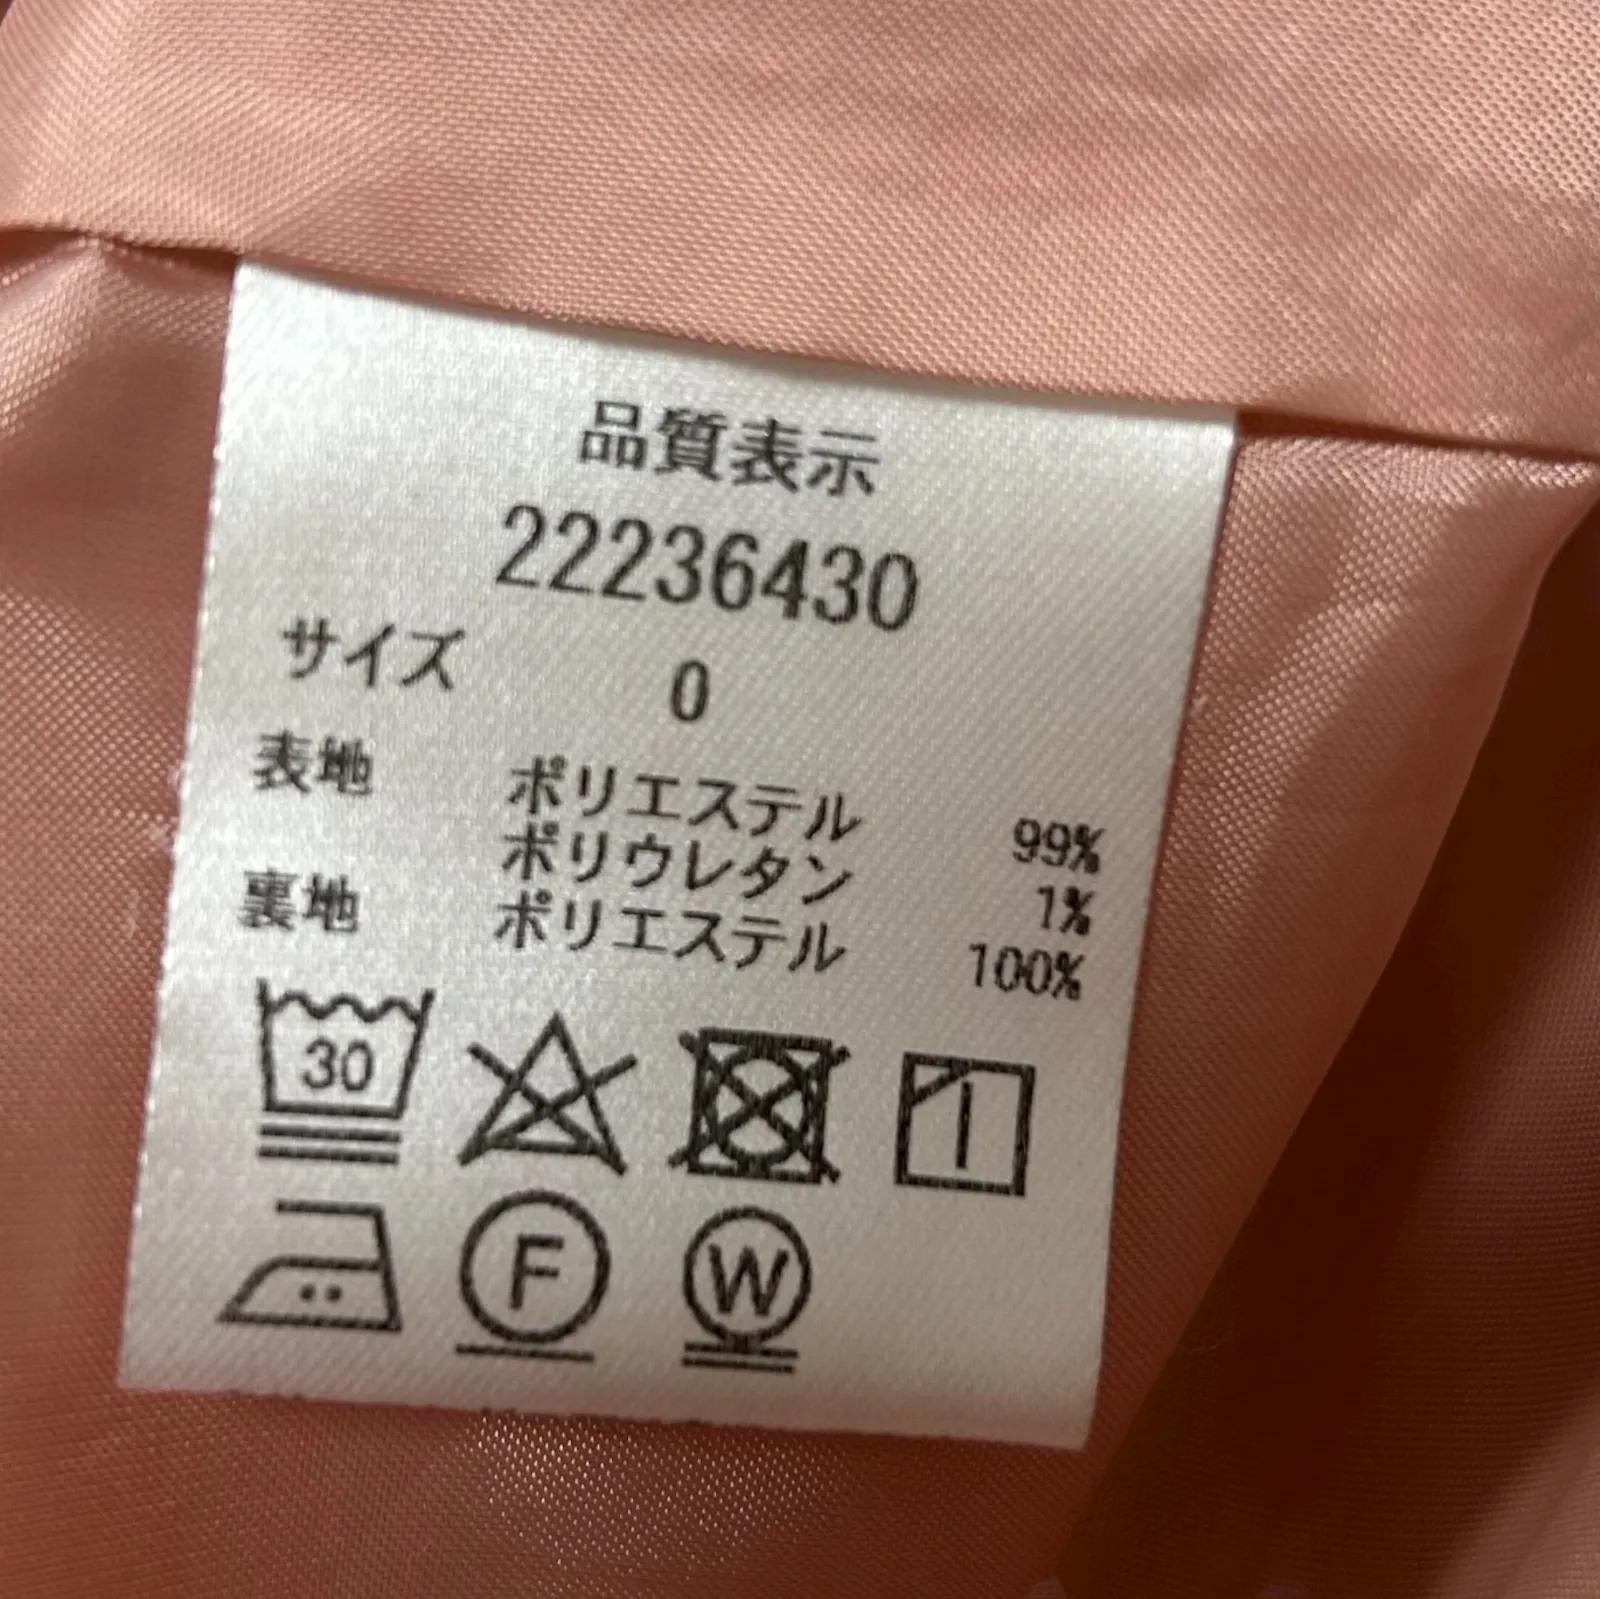 品質表示
22236430
サイズ 0
表地 ポリエステル 99%
ポリウレタン 1%
裏地 ポリエステル 100%
30
F W